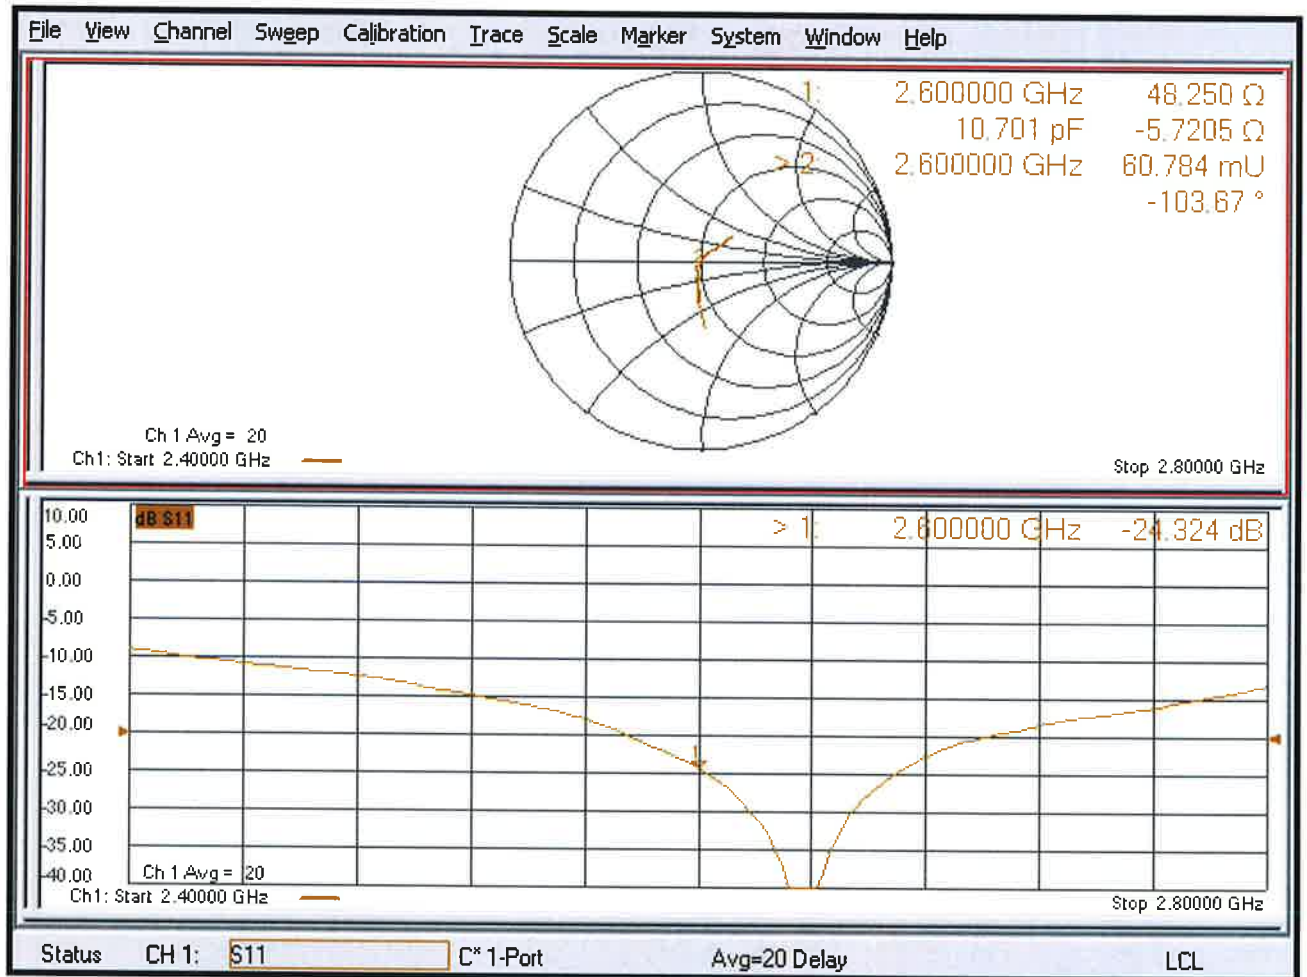 File View Channel Sweep Calibration Trace Scale Marker System Window Help
1: 2.600000 GHz 48.250 Ω
10.701 pF -5.7205 Ω
> 2: 2.600000 GHz 60.784 mU
-103.67 °
Ch 1 Avg = 20
Ch1: Start 2.40000 GHz
Stop 2.80000 GHz
10.00
dB S11
> 1: 2.600000 GHz -24.324 dB
5.00
0.00
-5.00
-10.00
-15.00
-20.00
-25.00
1
-30.00
-35.00
-40.00
Ch 1 Avg = 20
Ch1: Start 2.40000 GHz
Stop 2.80000 GHz
Status CH 1: S11 C* 1-Port Avg=20 Delay LCL